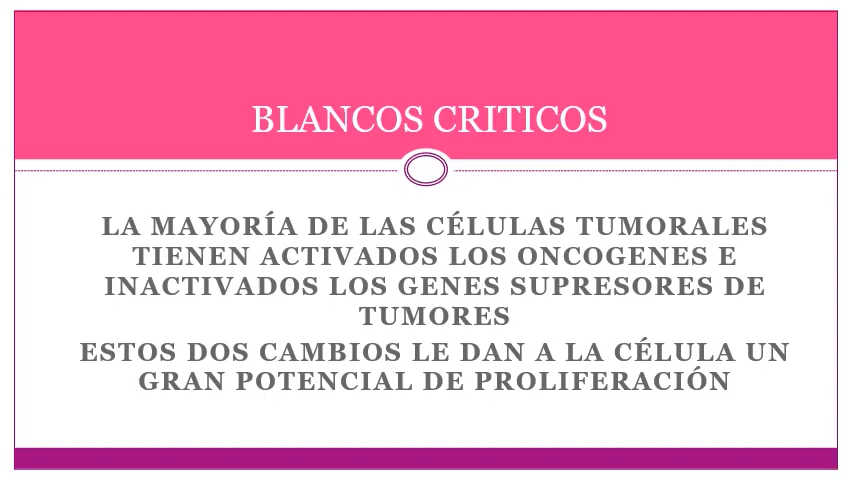 BLANCOS CRITICOS
LA MAYORÍA DE LAS CÉLULAS TUMORALES
TIENEN ACTIVADOS LOS ONCOGENES E
INACTIVADOS LOS GENES SUPRESORES DE
TUMORES
ESTOS DOS CAMBIOS LE DAN A LA CÉLULA UN
GRAN POTENCIAL DE PROLIFERACIÓN